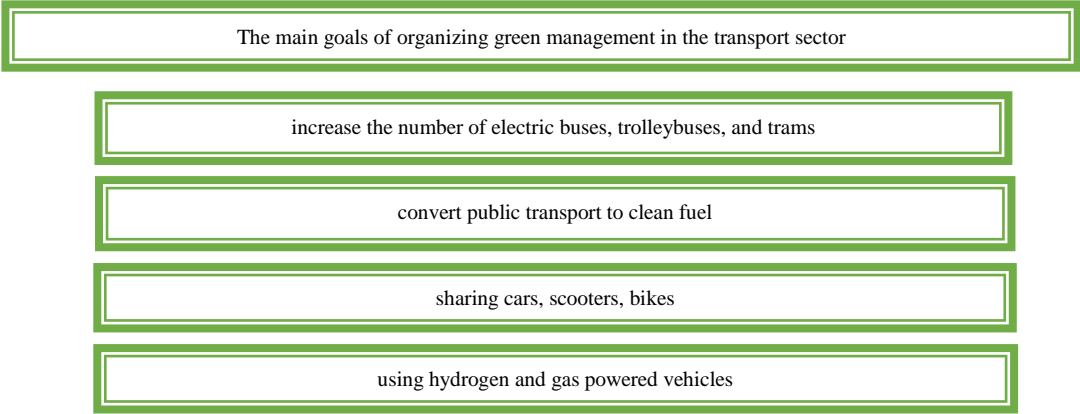 The main goals of organizing green management in the transport sector
increase the number of electric buses, trolleybuses, and trams
convert public transport to clean fuel
sharing cars, scooters, bikes
using hydrogen and gas powered vehicles